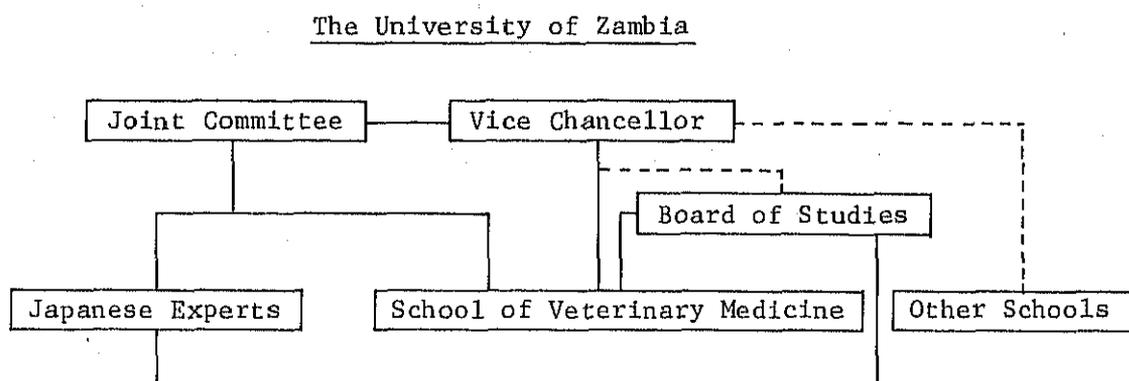 The University of Zambia
Joint Committee
Vice Chancellor
Board of Studies
Japanese Experts
School of Veterinary Medicine
Other Schools